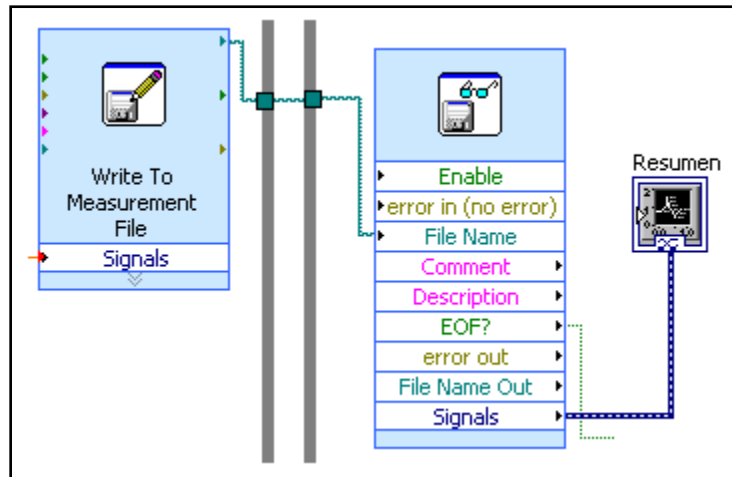 Write To
Measurement
File
Signals
Enable
error in (no error)
File Name
Comment
Description
EOF?
error out
File Name Out
Signals
Resumen